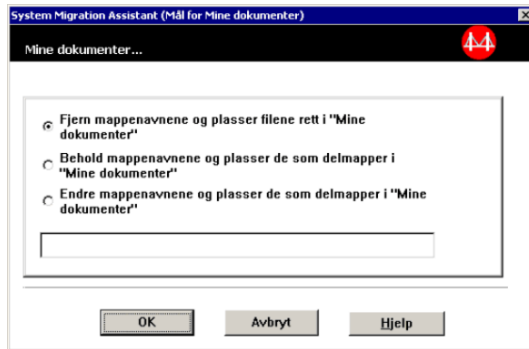 System Migration Assistant (Mål for Mine dokumenter)
Mine dokumenter...
Fjern mappenavnene og plasser filene rett i "Mine
dokumenter"
Behold mappenavnene og plasser de som delmapper i
"Mine dokumenter"
Endre mappenavnene og plasser de som delmapper i "Mine
dokumenter"
OK
Avbryt
Hjelp